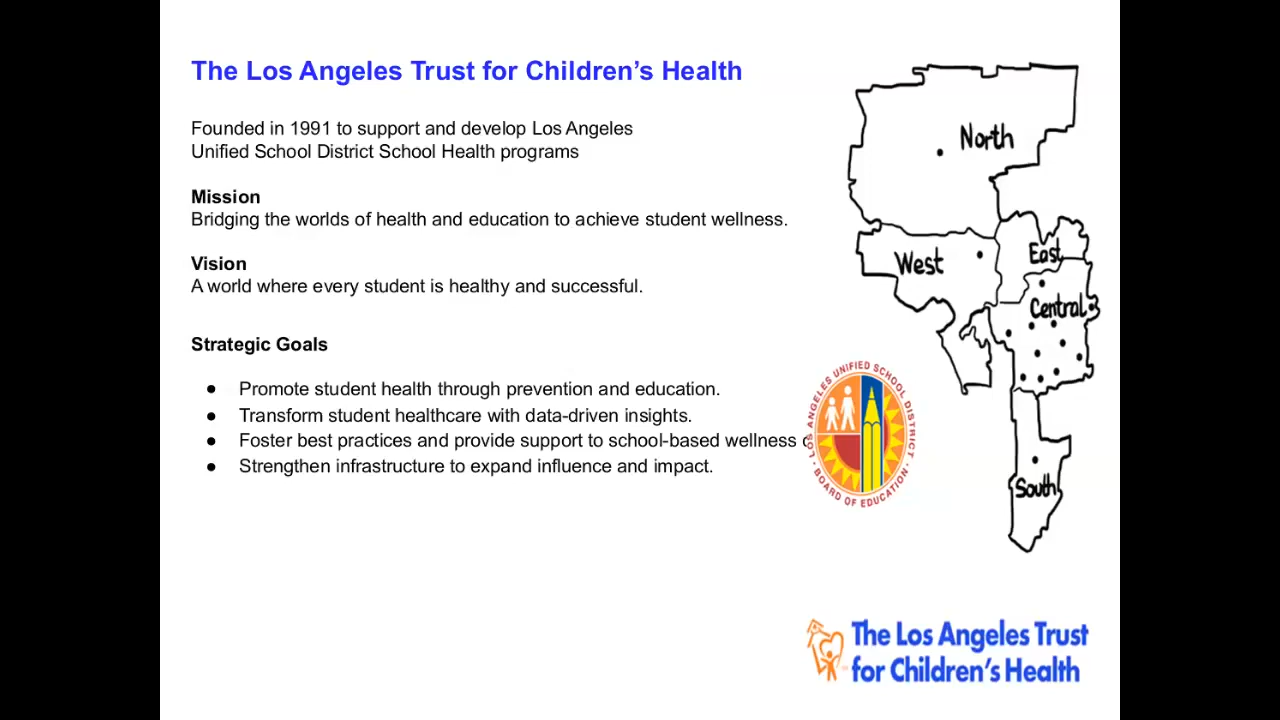 The Los Angeles Trust for Children's Health
Founded in 1991 to support and develop Los Angeles
Unified School District School Health programs
Mission
Bridging the worlds of health and education to achieve student wellness.
Vision
A world where every student is healthy and successful.
Strategic Goals
● Promote student health through prevention and education.
● Transform student healthcare with data-driven insights.
● Foster best practices and provide support to school-based wellness
● Strengthen infrastructure to expand influence and impact.
North
West
East
Central
South
LOS ANGELES UNIFIED SCHOOL DISTRICT
BOARD OF EDUCATION
The Los Angeles Trust
for Children's Health